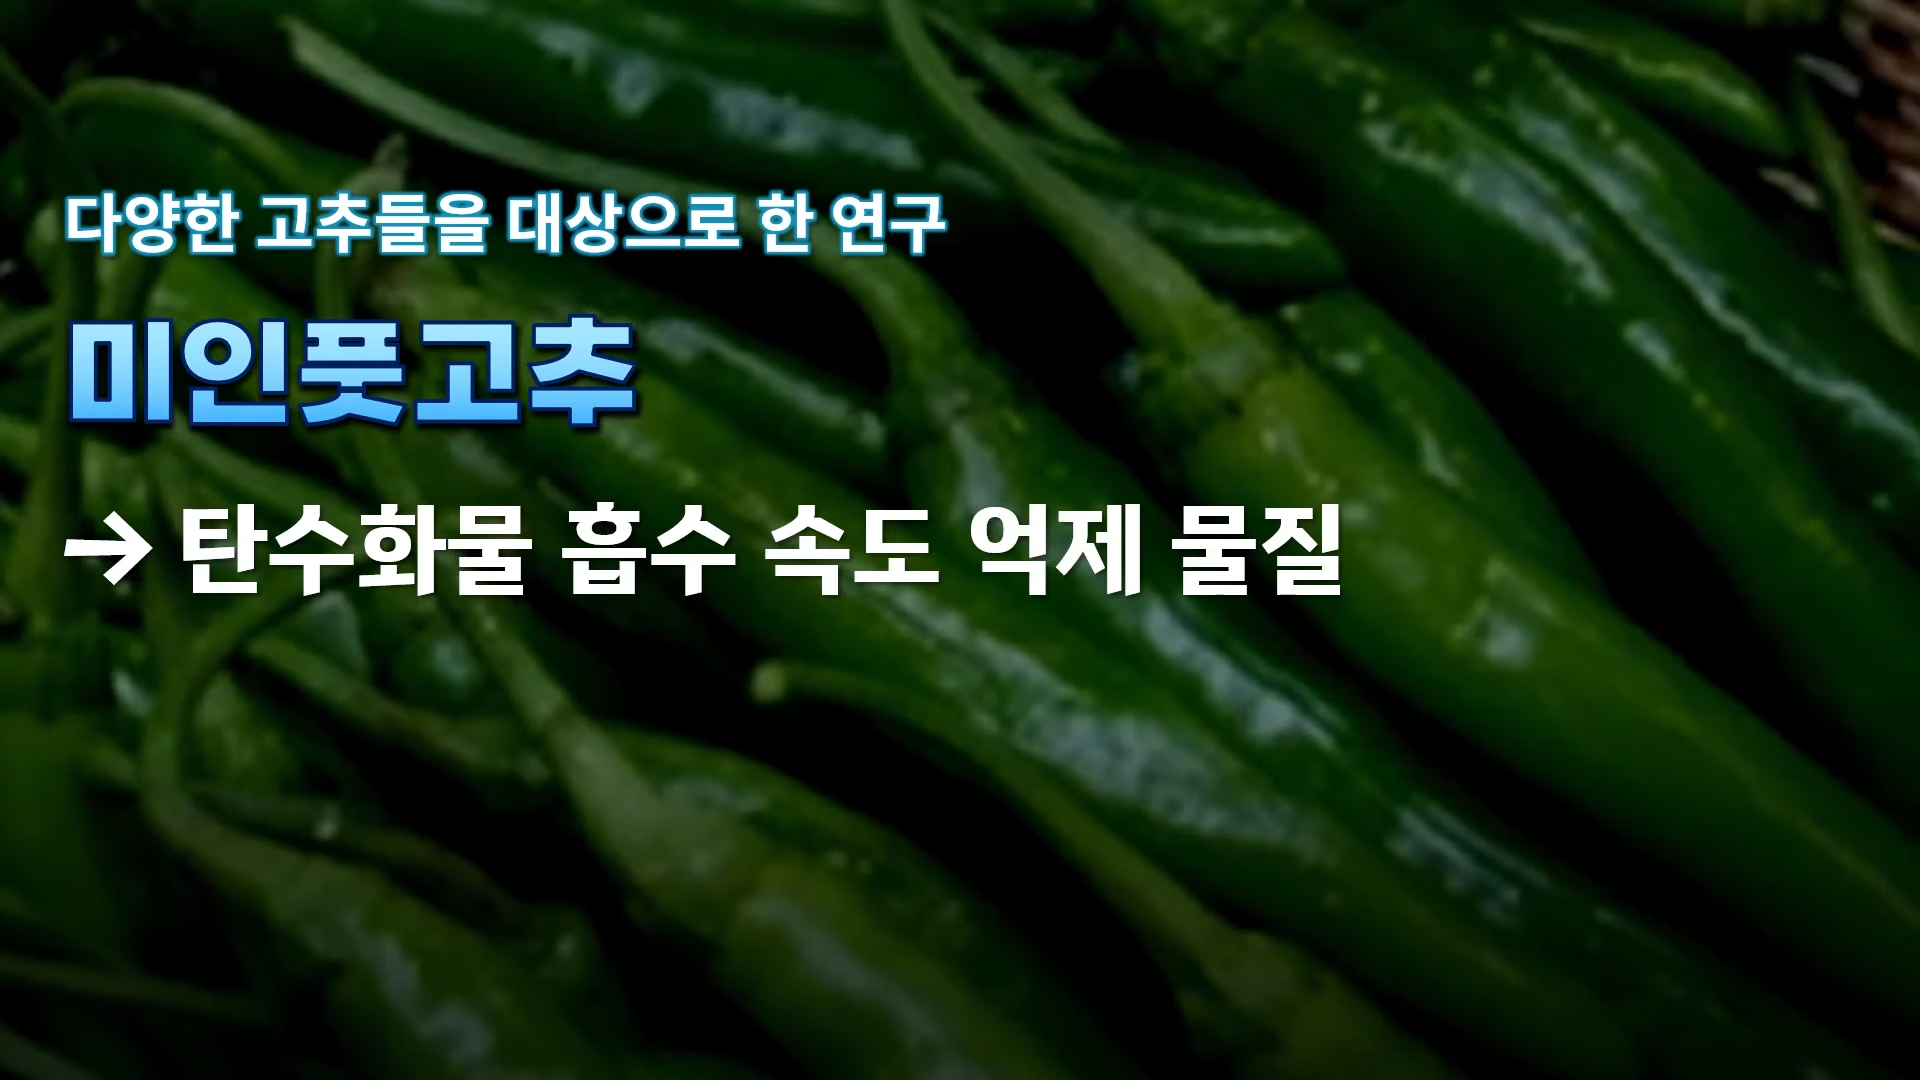 다양한 고추들을 대상으로 한 연구
미인풋고추
→ 탄수화물 흡수 속도 억제 물질